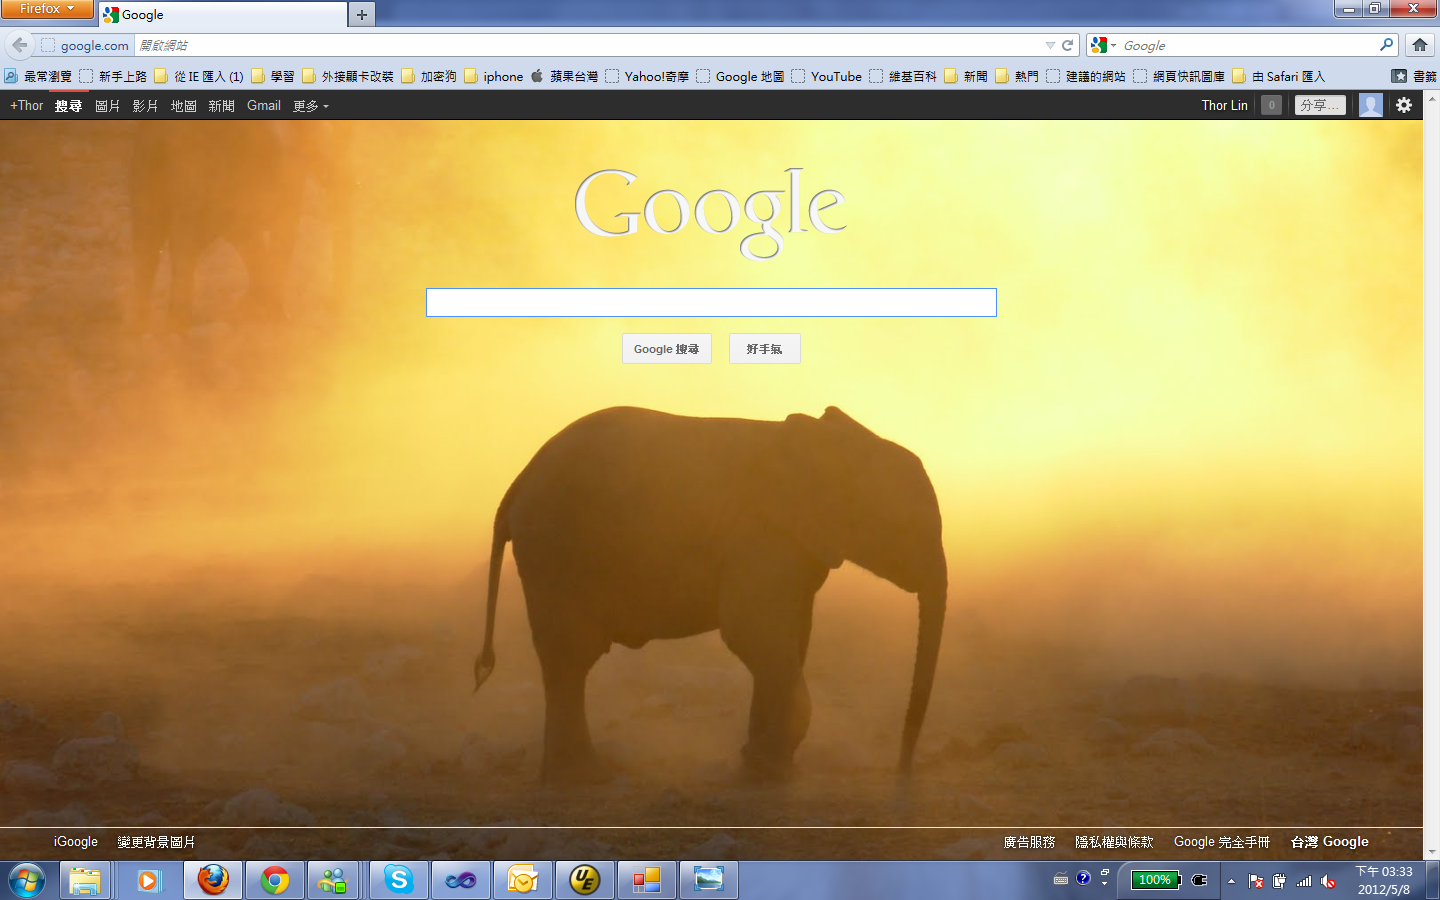 Firefox
Google
google.com
開啟網站
Google
最常瀏覽 新手上路 從 IE 匯入 (1) 學習 外接顯卡改裝 加密狗 iphone 蘋果台灣 Yahoo!奇摩 Google 地圖 YouTube 維基百科 新聞 熱門 建議的網站 網頁快訊圖庫 由 Safari 匯入 書籤
+Thor 搜尋 圖片 影片 地圖 新聞 Gmail 更多 Thor Lin 0 分享...
Google
Google 搜尋 好手氣
iGoogle 變更背景圖片 廣告服務 隱私權與條款 Google 完全手冊 台灣 Google
UE
100%
下午 03:33
2012/5/8